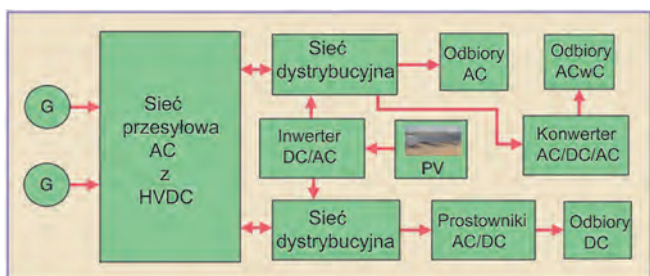 G
G
Sieć
przesyłowa
AC
z
HVDC
Sieć
dystrybucyjna
Odbiory
AC
Odbiory
ACwC
Inwerter
DC/AC
PV
Konwerter
AC/DC/AC
Sieć
dystrybucyjna
Prostowniki
AC/DC
Odbiory
DC